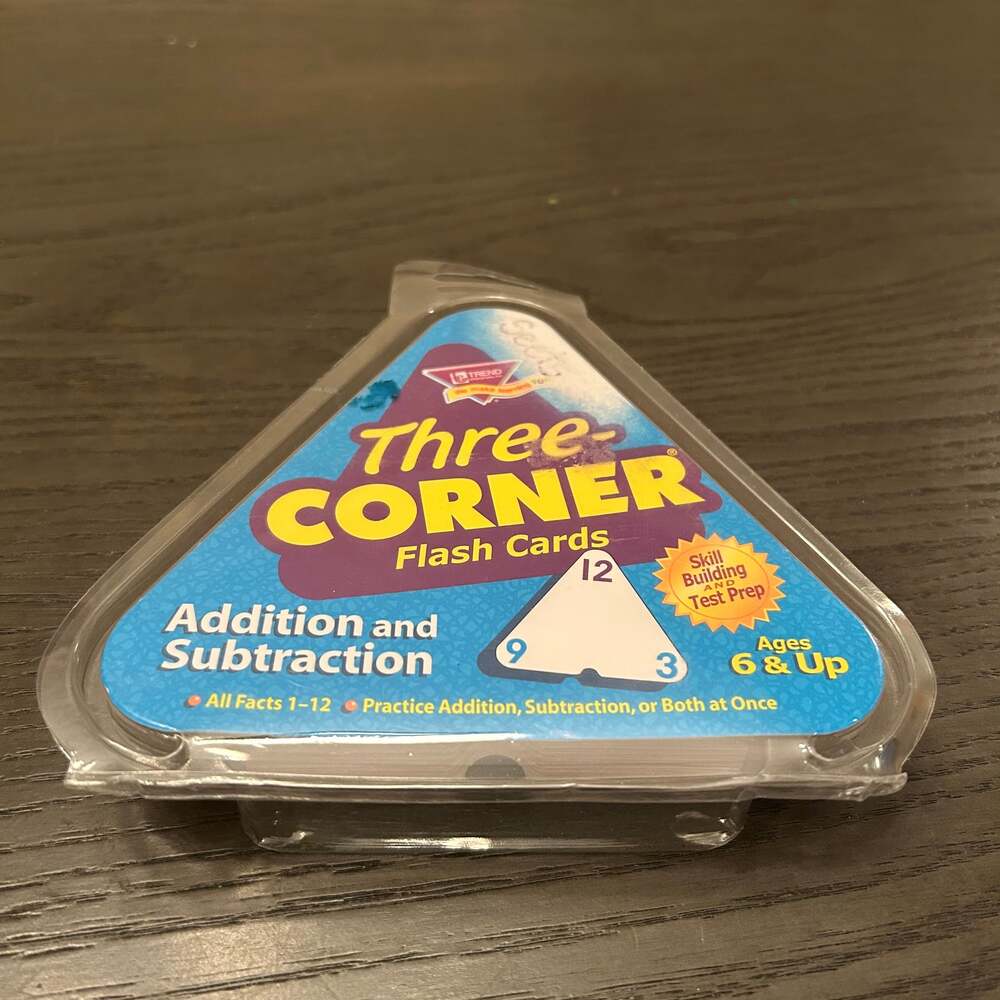 TREND
Three-
CORNER®
Flash Cards
12
9
3
Skill
Building
AND
Test Prep
Addition and
Subtraction
Ages
6 & Up
All Facts 1–12 Practice Addition, Subtraction, or Both at Once